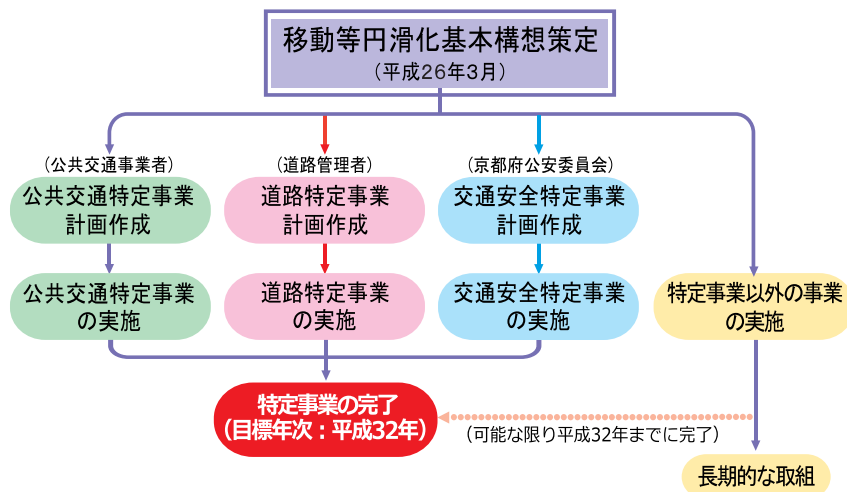 移動等円滑化基本構想策定
（平成26年3月）
（公共交通事業者）
公共交通特定事業
計画作成
（道路管理者）
道路特定事業
計画作成
（京都府公安委員会）
交通安全特定事業
計画作成
公共交通特定事業
の実施
道路特定事業
の実施
交通安全特定事業
の実施
特定事業以外の事業
の実施
特定事業の完了
（目標年次：平成32年）
（可能な限り平成32年までに完了）
長期的な取組